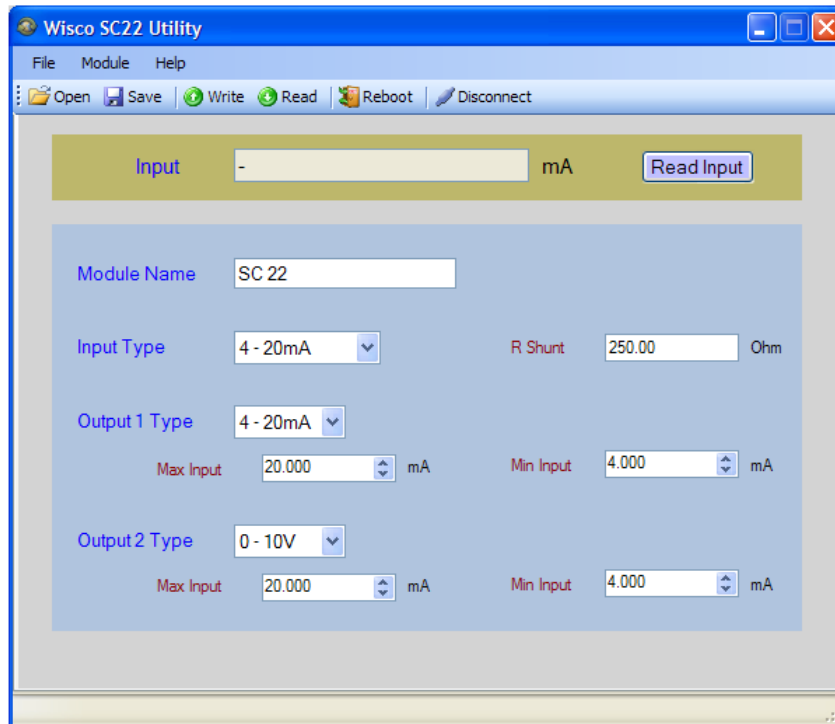 Wisco SC22 Utility
File Module Help
Open Save Write Read Reboot Disconnect
Input - mA Read Input
Module Name SC 22
Input Type 4 - 20mA R Shunt 250.00 Ohm
Output 1 Type 4 - 20mA
Max Input 20.000 mA Min Input 4.000 mA
Output 2 Type 0 - 10V
Max Input 20.000 mA Min Input 4.000 mA